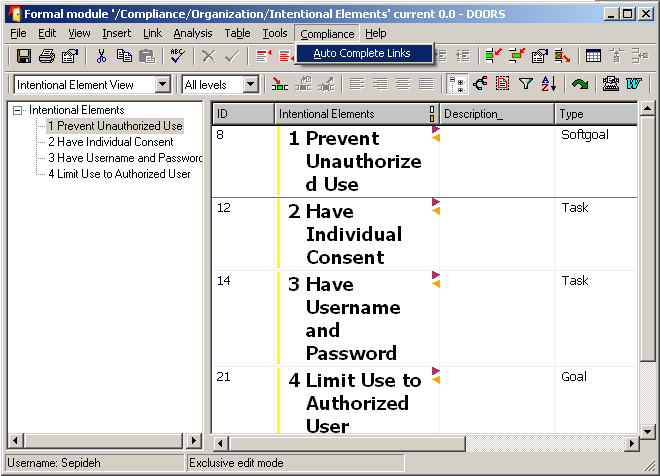 Formal module '/Compliance/Organization/Intentional Elements' current 0.0 - DOORS
File Edit View Insert Link Analysis Table Tools Compliance Help
Auto Complete Links
ABC
Intentional Element View All levels
A
Z
W
Intentional Elements
1 Prevent Unauthorized Use
2 Have Individual Consent
3 Have Username and Password
4 Limit Use to Authorized User
ID Intentional Elements Description_ Type
8 1 Prevent Softgoal
Unauthorize
d Use
12 2 Have Task
Individual
Consent
14 3 Have Task
Username
and
Password
21 4 Limit Use to Goal
Authorized
User
Username: Sepideh Exclusive edit mode